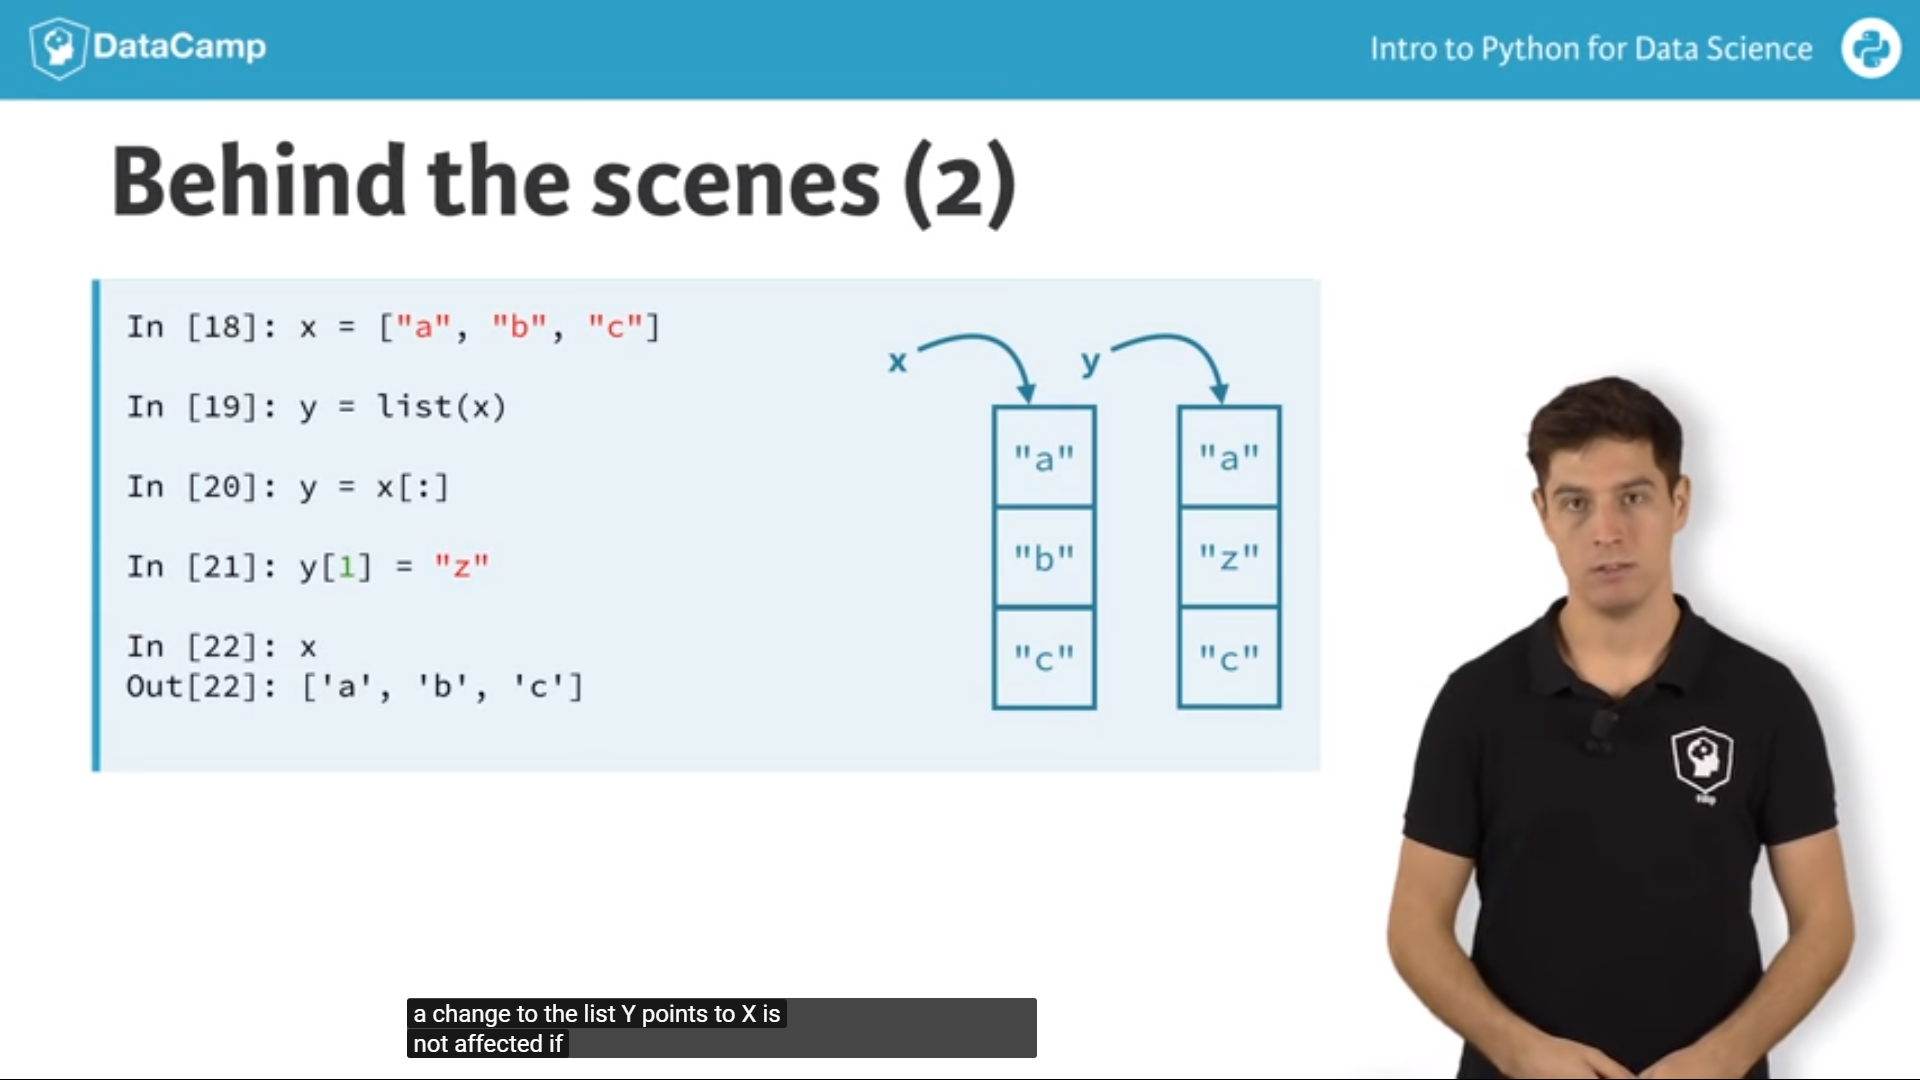 DataCamp
Intro to Python for Data Science
Behind the scenes (2)
In [18]: x = ["a", "b", "c"]
In [19]: y = list(x)
In [20]: y = x[:]
In [21]: y[1] = "z"
In [22]: x
Out[22]: ['a', 'b', 'c']
x
y
"a"
"b"
"c"
"a"
"z"
"c"
a change to the list Y points to X is
not affected if